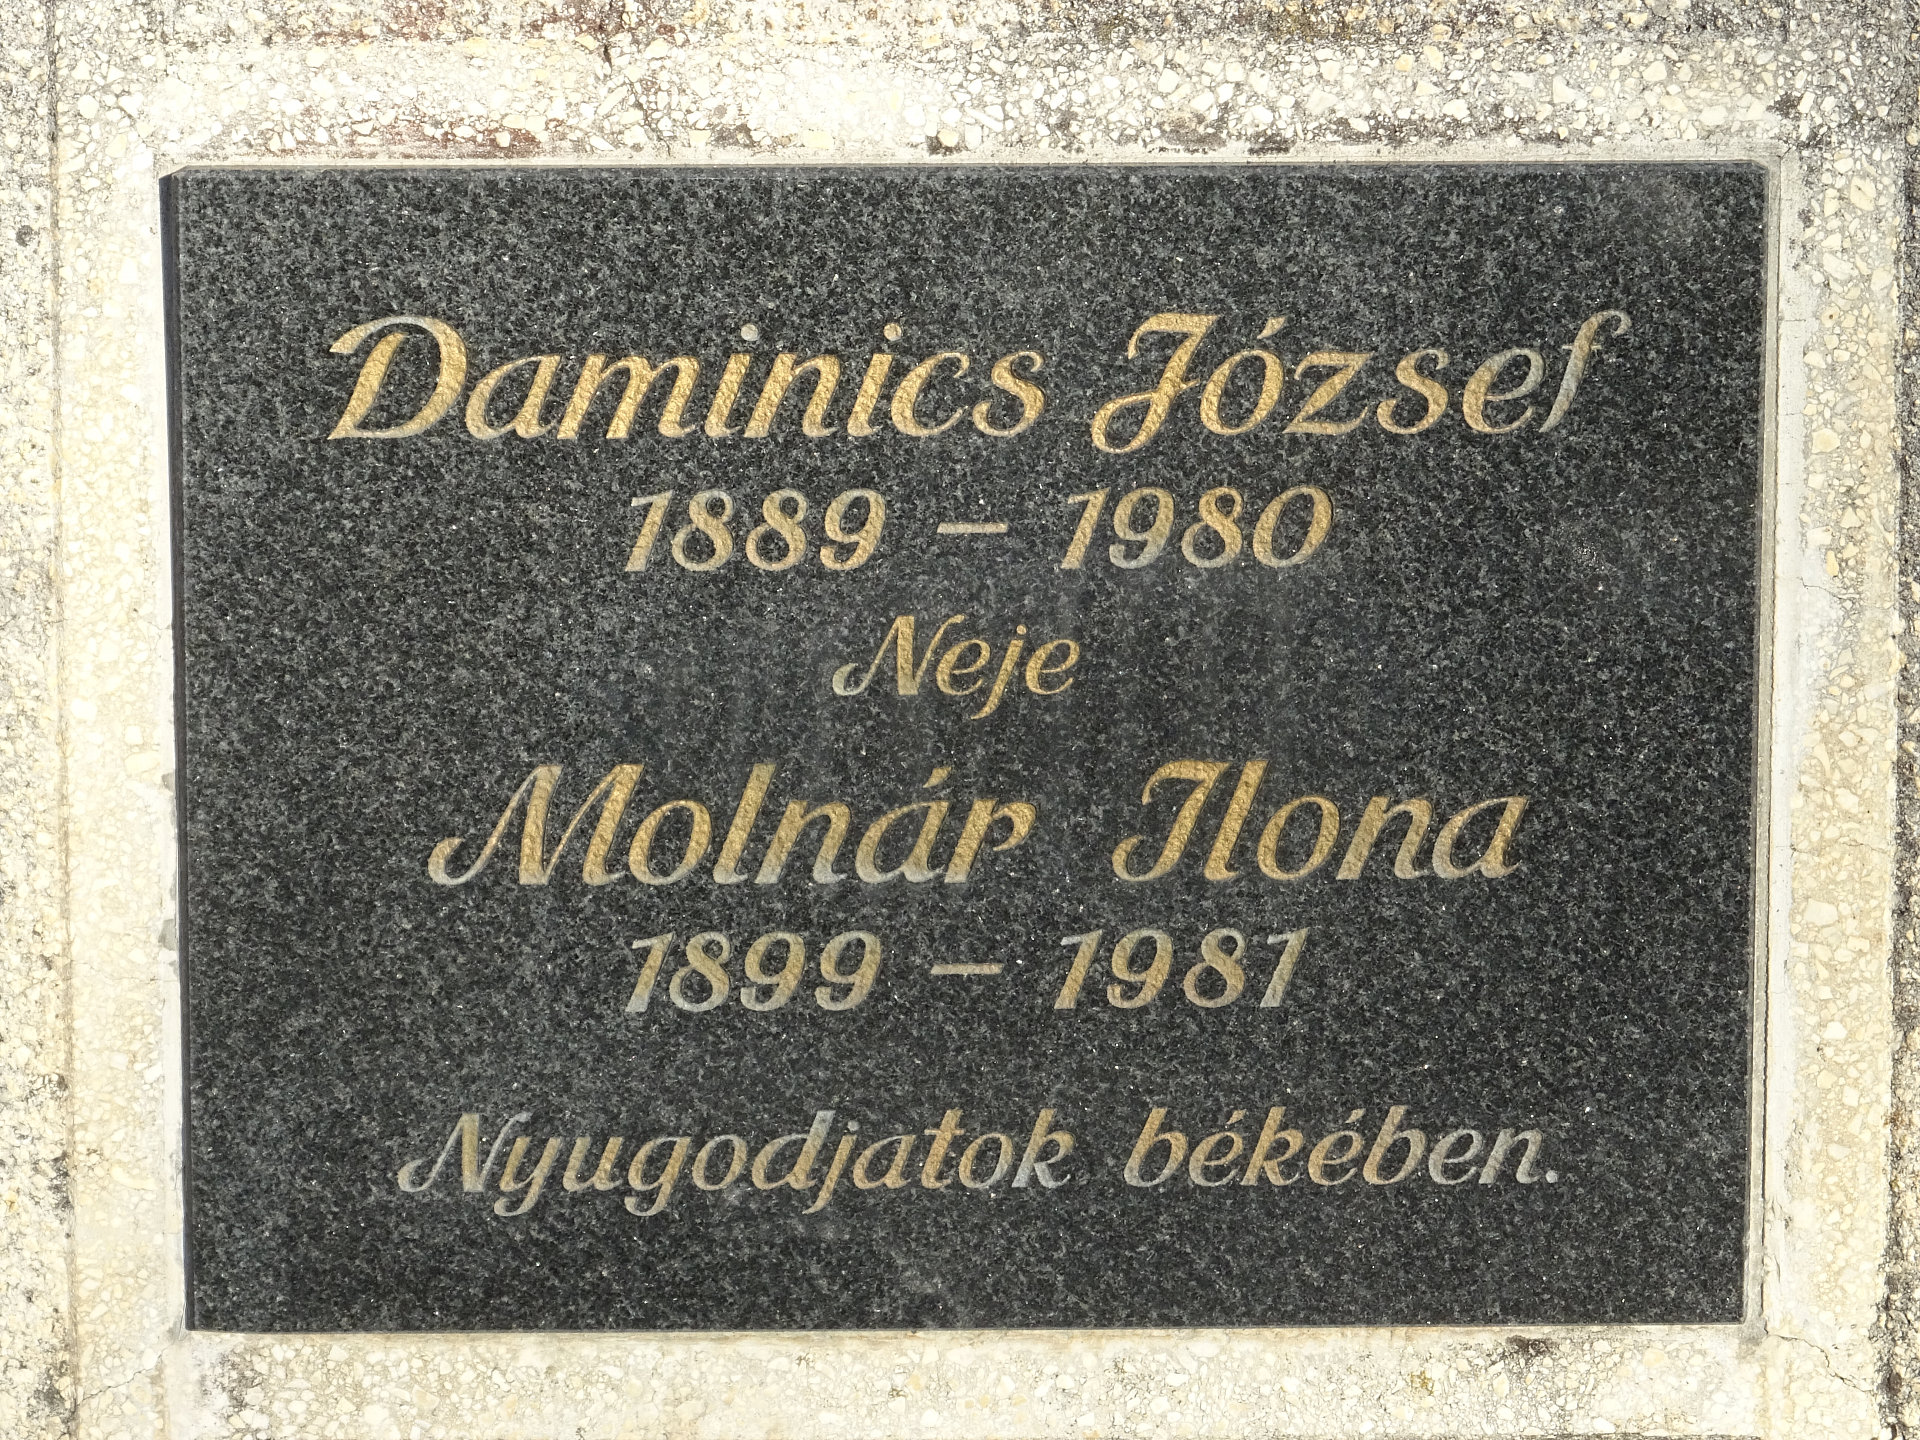 Daminics József
1889 – 1980
Neje
Molnár Ilona
1899 – 1981
Nyugodjatok békében.